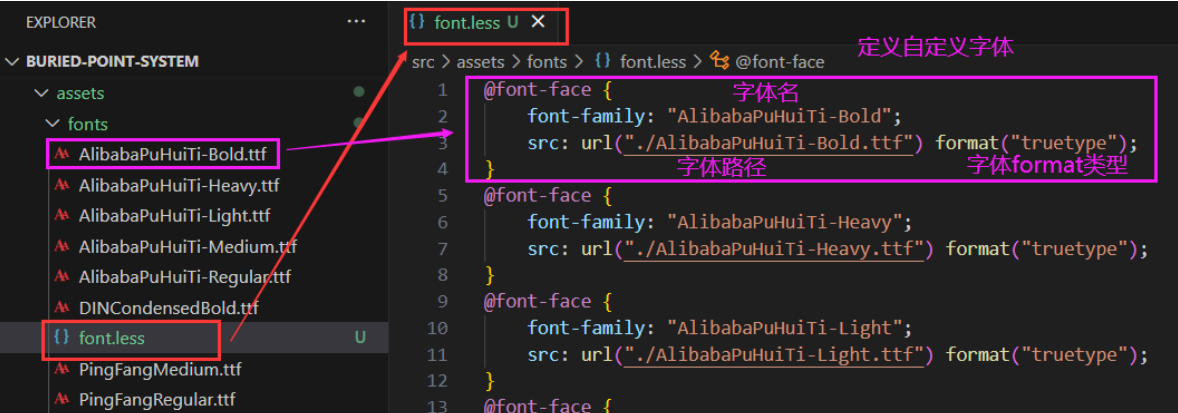 EXPLORER
...
BURIED-POINT-SYSTEM
assets
fonts
AlibabaPuHuiTi-Bold.ttf
AlibabaPuHuiTi-Heavy.ttf
AlibabaPuHuiTi-Light.ttf
AlibabaPuHuiTi-Medium.ttf
AlibabaPuHuiTi-Regular.ttf
DINCondensedBold.ttf
{} font.less U
PingFangMedium.ttf
PingFangRegular.ttf
{} font.less U ×
定义自定义字体
src > assets > fonts > {} font.less > @font-face
1 @font-face {
字体名
2 font-family: "AlibabaPuHuiTi-Bold";
3 src: url("./AlibabaPuHuiTi-Bold.ttf") format("truetype");
字体路径 字体format类型
4 }
5 @font-face {
6 font-family: "AlibabaPuHuiTi-Heavy";
7 src: url("./AlibabaPuHuiTi-Heavy.ttf") format("truetype");
8 }
9 @font-face {
10 font-family: "AlibabaPuHuiTi-Light";
11 src: url("./AlibabaPuHuiTi-Light.ttf") format("truetype");
12 }
13 @font-face {